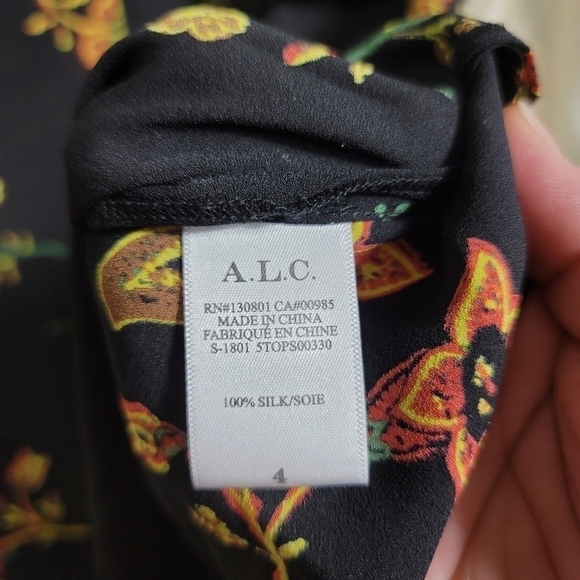 A.L.C.
RN#130801 CA#00985
MADE IN CHINA
FABRIQUÉ EN CHINE
S-1801 5TOPS00330
100% SILK/SOIE
4